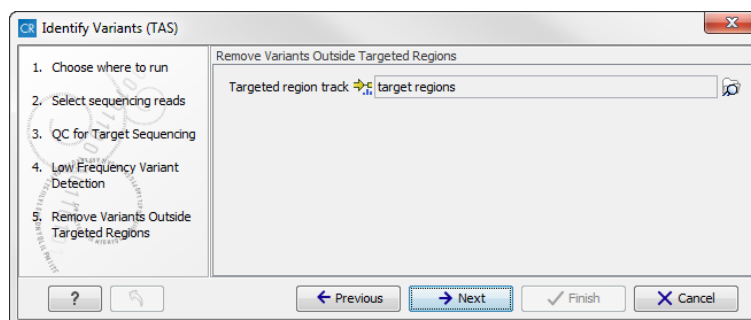 CR Identify Variants (TAS)
X
1. Choose where to run
2. Select sequencing reads
3. QC for Target Sequencing
4. Low Frequency Variant
Detection
5. Remove Variants Outside
Targeted Regions
Remove Variants Outside Targeted Regions
Targeted region track target regions
?
Previous
Next
Finish
Cancel